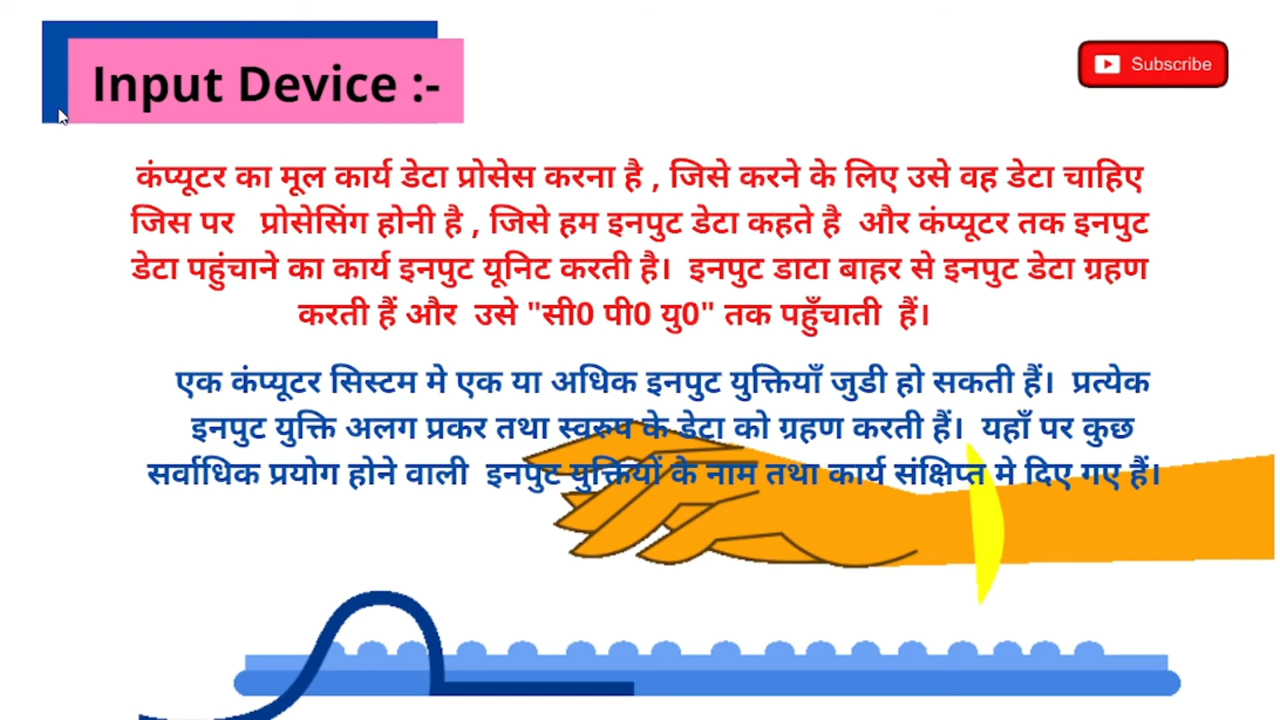 Input Device :-
Subscribe
कंप्यूटर का मूल कार्य डेटा प्रोसेस करना है , जिसे करने के लिए उसे वह डेटा चाहिए
जिस पर प्रोसेसिंग होनी है , जिसे हम इनपुट डेटा कहते है और कंप्यूटर तक इनपुट
डेटा पहुंचाने का कार्य इनपुट यूनिट करती है। इनपुट डाटा बाहर से इनपुट डेटा ग्रहण
करती हैं और उसे "सी0 पी0 यु0" तक पहुँचाती हैं।
एक कंप्यूटर सिस्टम मे एक या अधिक इनपुट युक्तियाँ जुडी हो सकती हैं। प्रत्येक
इनपुट युक्ति अलग प्रकर तथा स्वरुप के डेटा को ग्रहण करती हैं। यहाँ पर कुछ
सर्वाधिक प्रयोग होने वाली इनपुट युक्तियों के नाम तथा कार्य संक्षिप्त मे दिए गए हैं।